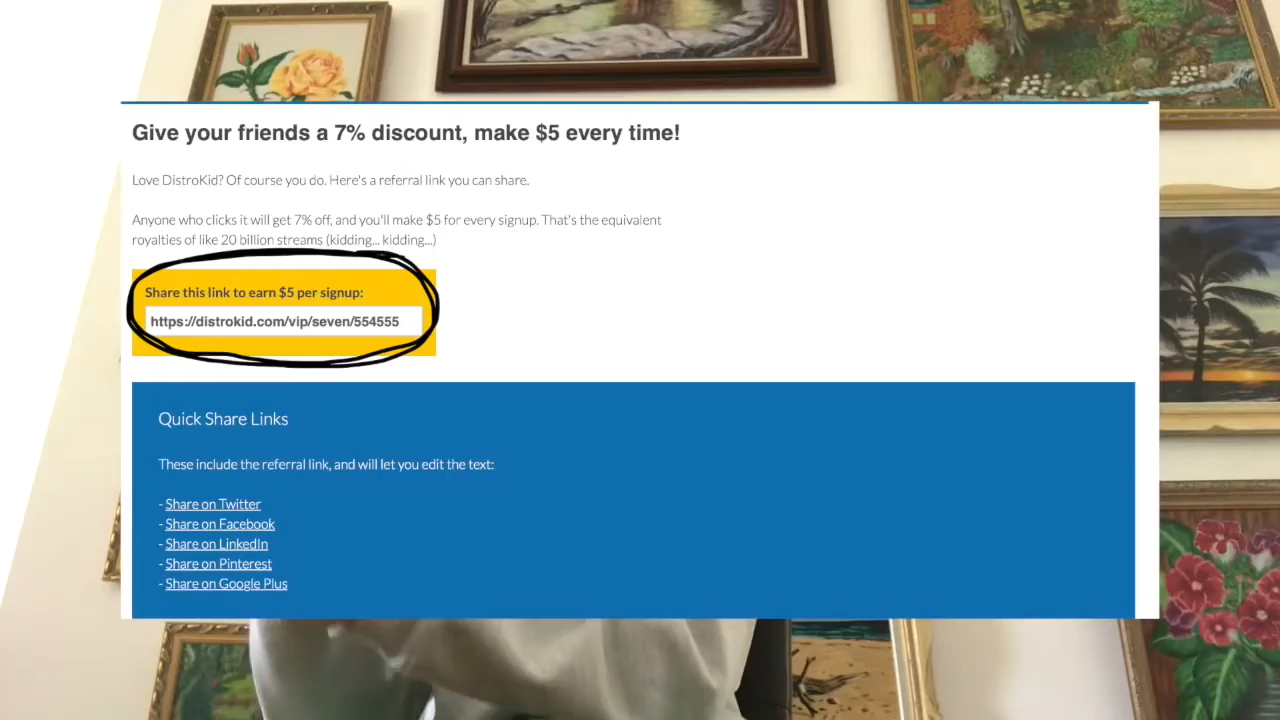 Give your friends a 7% discount, make $5 every time!
Love DistroKid? Of course you do. Here's a referral link you can share.
Anyone who clicks it will get 7% off, and you'll make $5 for every signup. That's the equivalent
royalties of like 20 billion streams (kidding... kidding...)
Share this link to earn $5 per signup:
https://distrokid.com/vip/seven/554555
Quick Share Links
These include the referral link, and will let you edit the text:
- Share on Twitter
- Share on Facebook
- Share on LinkedIn
- Share on Pinterest
- Share on Google Plus